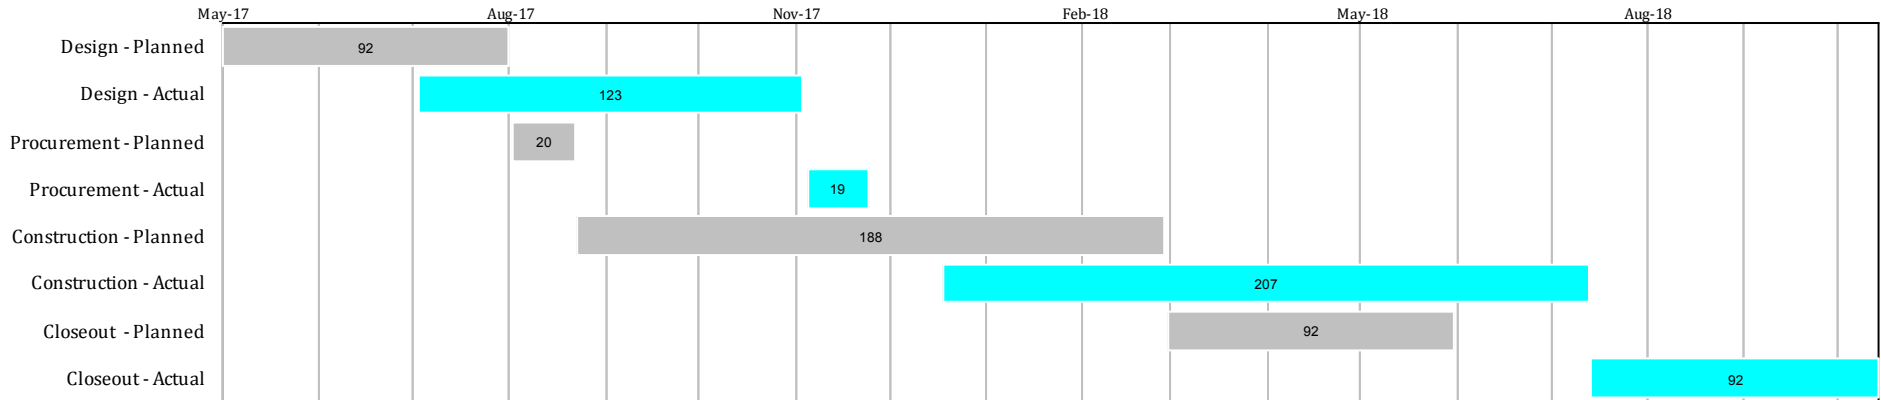 May-17 Aug-17 Nov-17 Feb-18 May-18 Aug-18
Design - Planned 92
Design - Actual 123
Procurement - Planned 20
Procurement - Actual 19
Construction - Planned 188
Construction - Actual 207
Closeout - Planned 92
Closeout - Actual 92